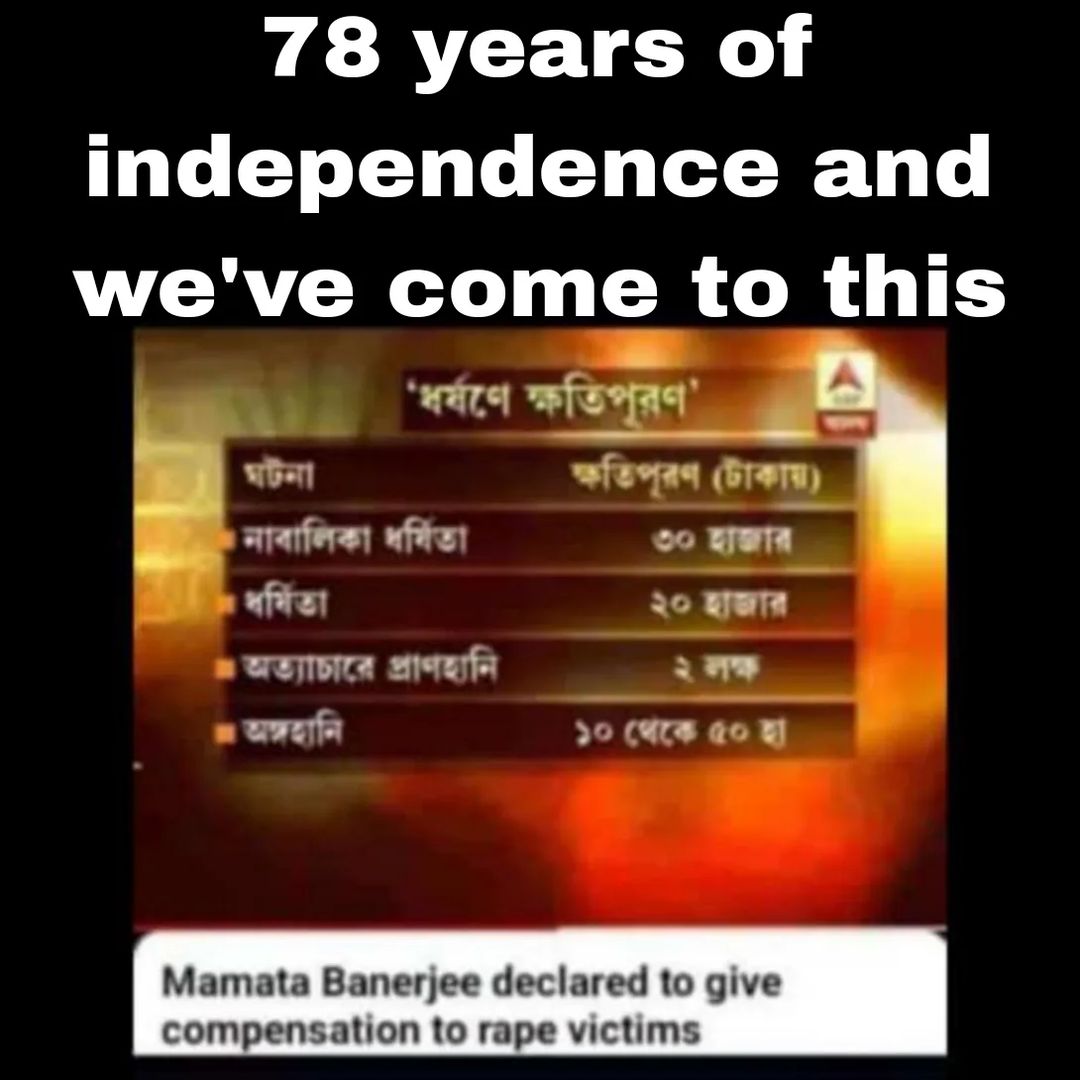 78 years of
independence and
we've come to this
‘ধর্ষণে ক্ষতিপূরণ’
ঘটনা ক্ষতিপূরণ (টাকায়)
নাবালিকা ধর্ষিতা ৩০ হাজার
ধর্ষিতা ২০ হাজার
অত্যাচারে প্রাণহানি ২ লক্ষ
অঙ্গহানি ১০ থেকে ৫০ হা
Mamata Banerjee declared to give
compensation to rape victims